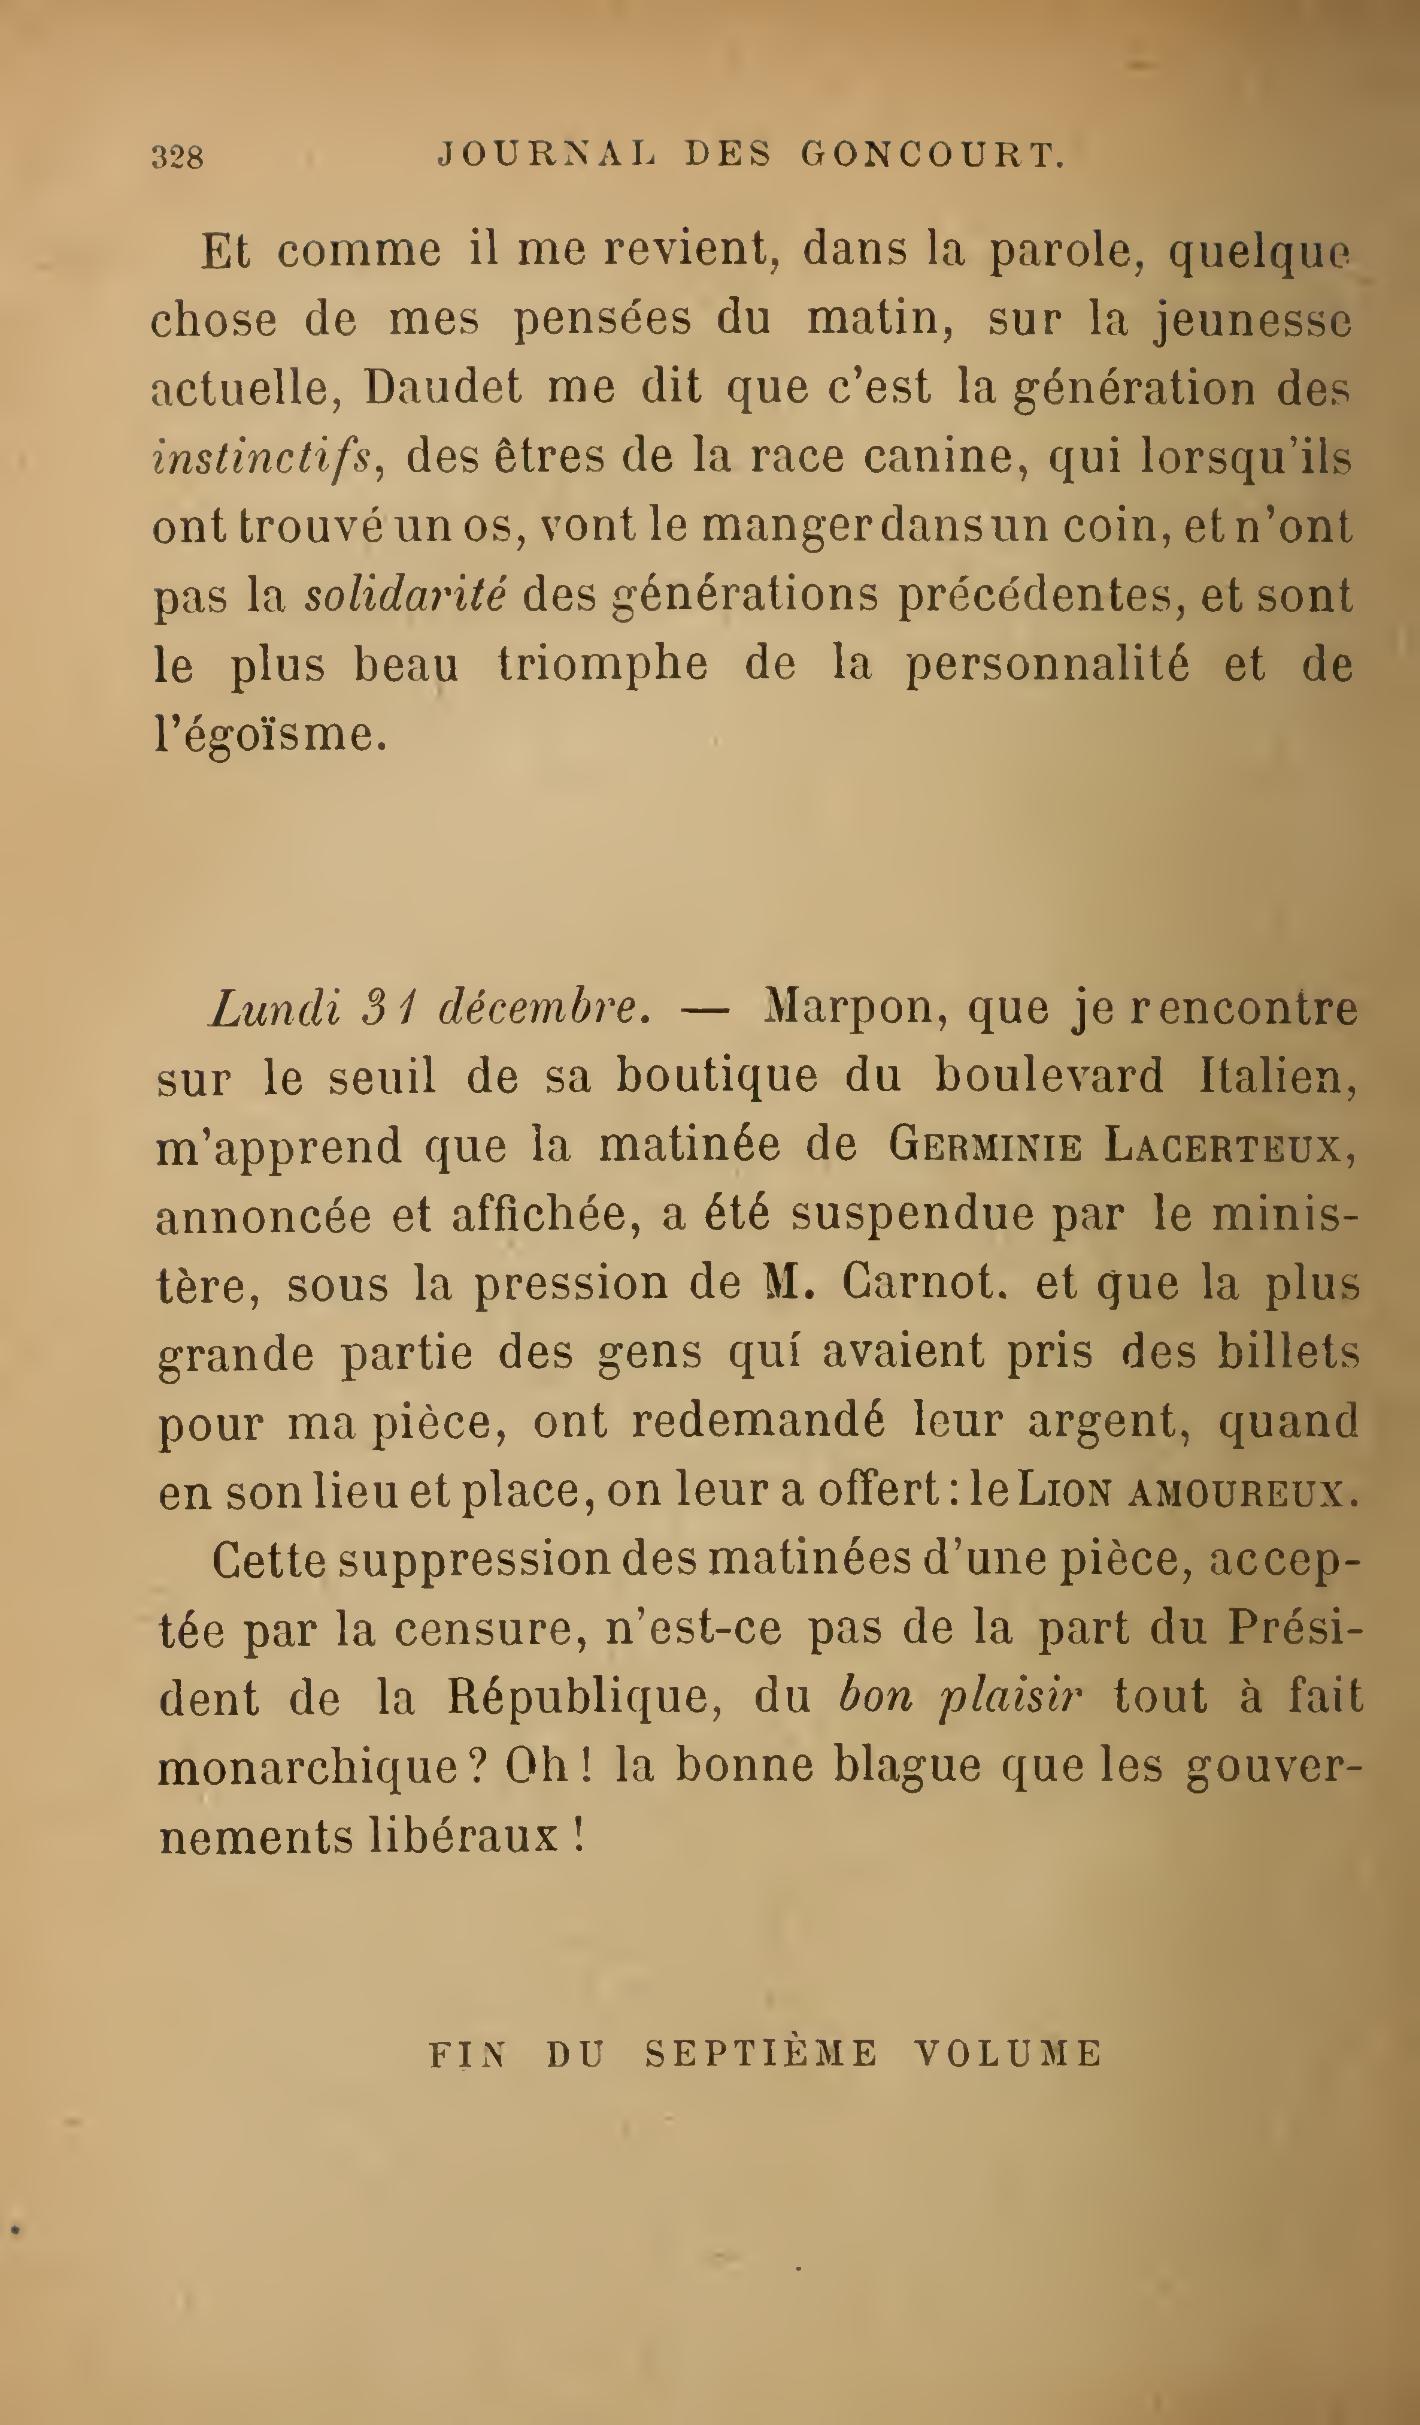 328 JOURNAL DES GONCOURT.
Et comme il me revient, dans la parole, quelque
chose de mes pensées du matin, sur la jeunesse
actuelle, Daudet me dit que c'est la génération des
instinctifs, des êtres de la race canine, qui lorsqu'ils
ont trouvé un os, vont le manger dans un coin, et n'ont
pas la solidarité des générations précédentes, et sont
le plus beau triomphe de la personnalité et de
l'égoïsme.
Lundi 31 décembre. — Marpon, que je rencontre
sur le seuil de sa boutique du boulevard Italien,
m'apprend que la matinée de GERMINIE LACERTEUX,
annoncée et affichée, a été suspendue par le minis-
tère, sous la pression de M. Carnot. et que la plus
grande partie des gens qui avaient pris des billets
pour ma pièce, ont redemandé leur argent, quand
en son lieu et place, on leur a offert : le LION AMOUREUX.
Cette suppression des matinées d'une pièce, accep-
tée par la censure, n'est-ce pas de la part du Prési-
dent de la République, du bon plaisir tout à fait
monarchique ? Oh ! la bonne blague que les gouver-
nements libéraux !
FIN DU SEPTIÈME VOLUME